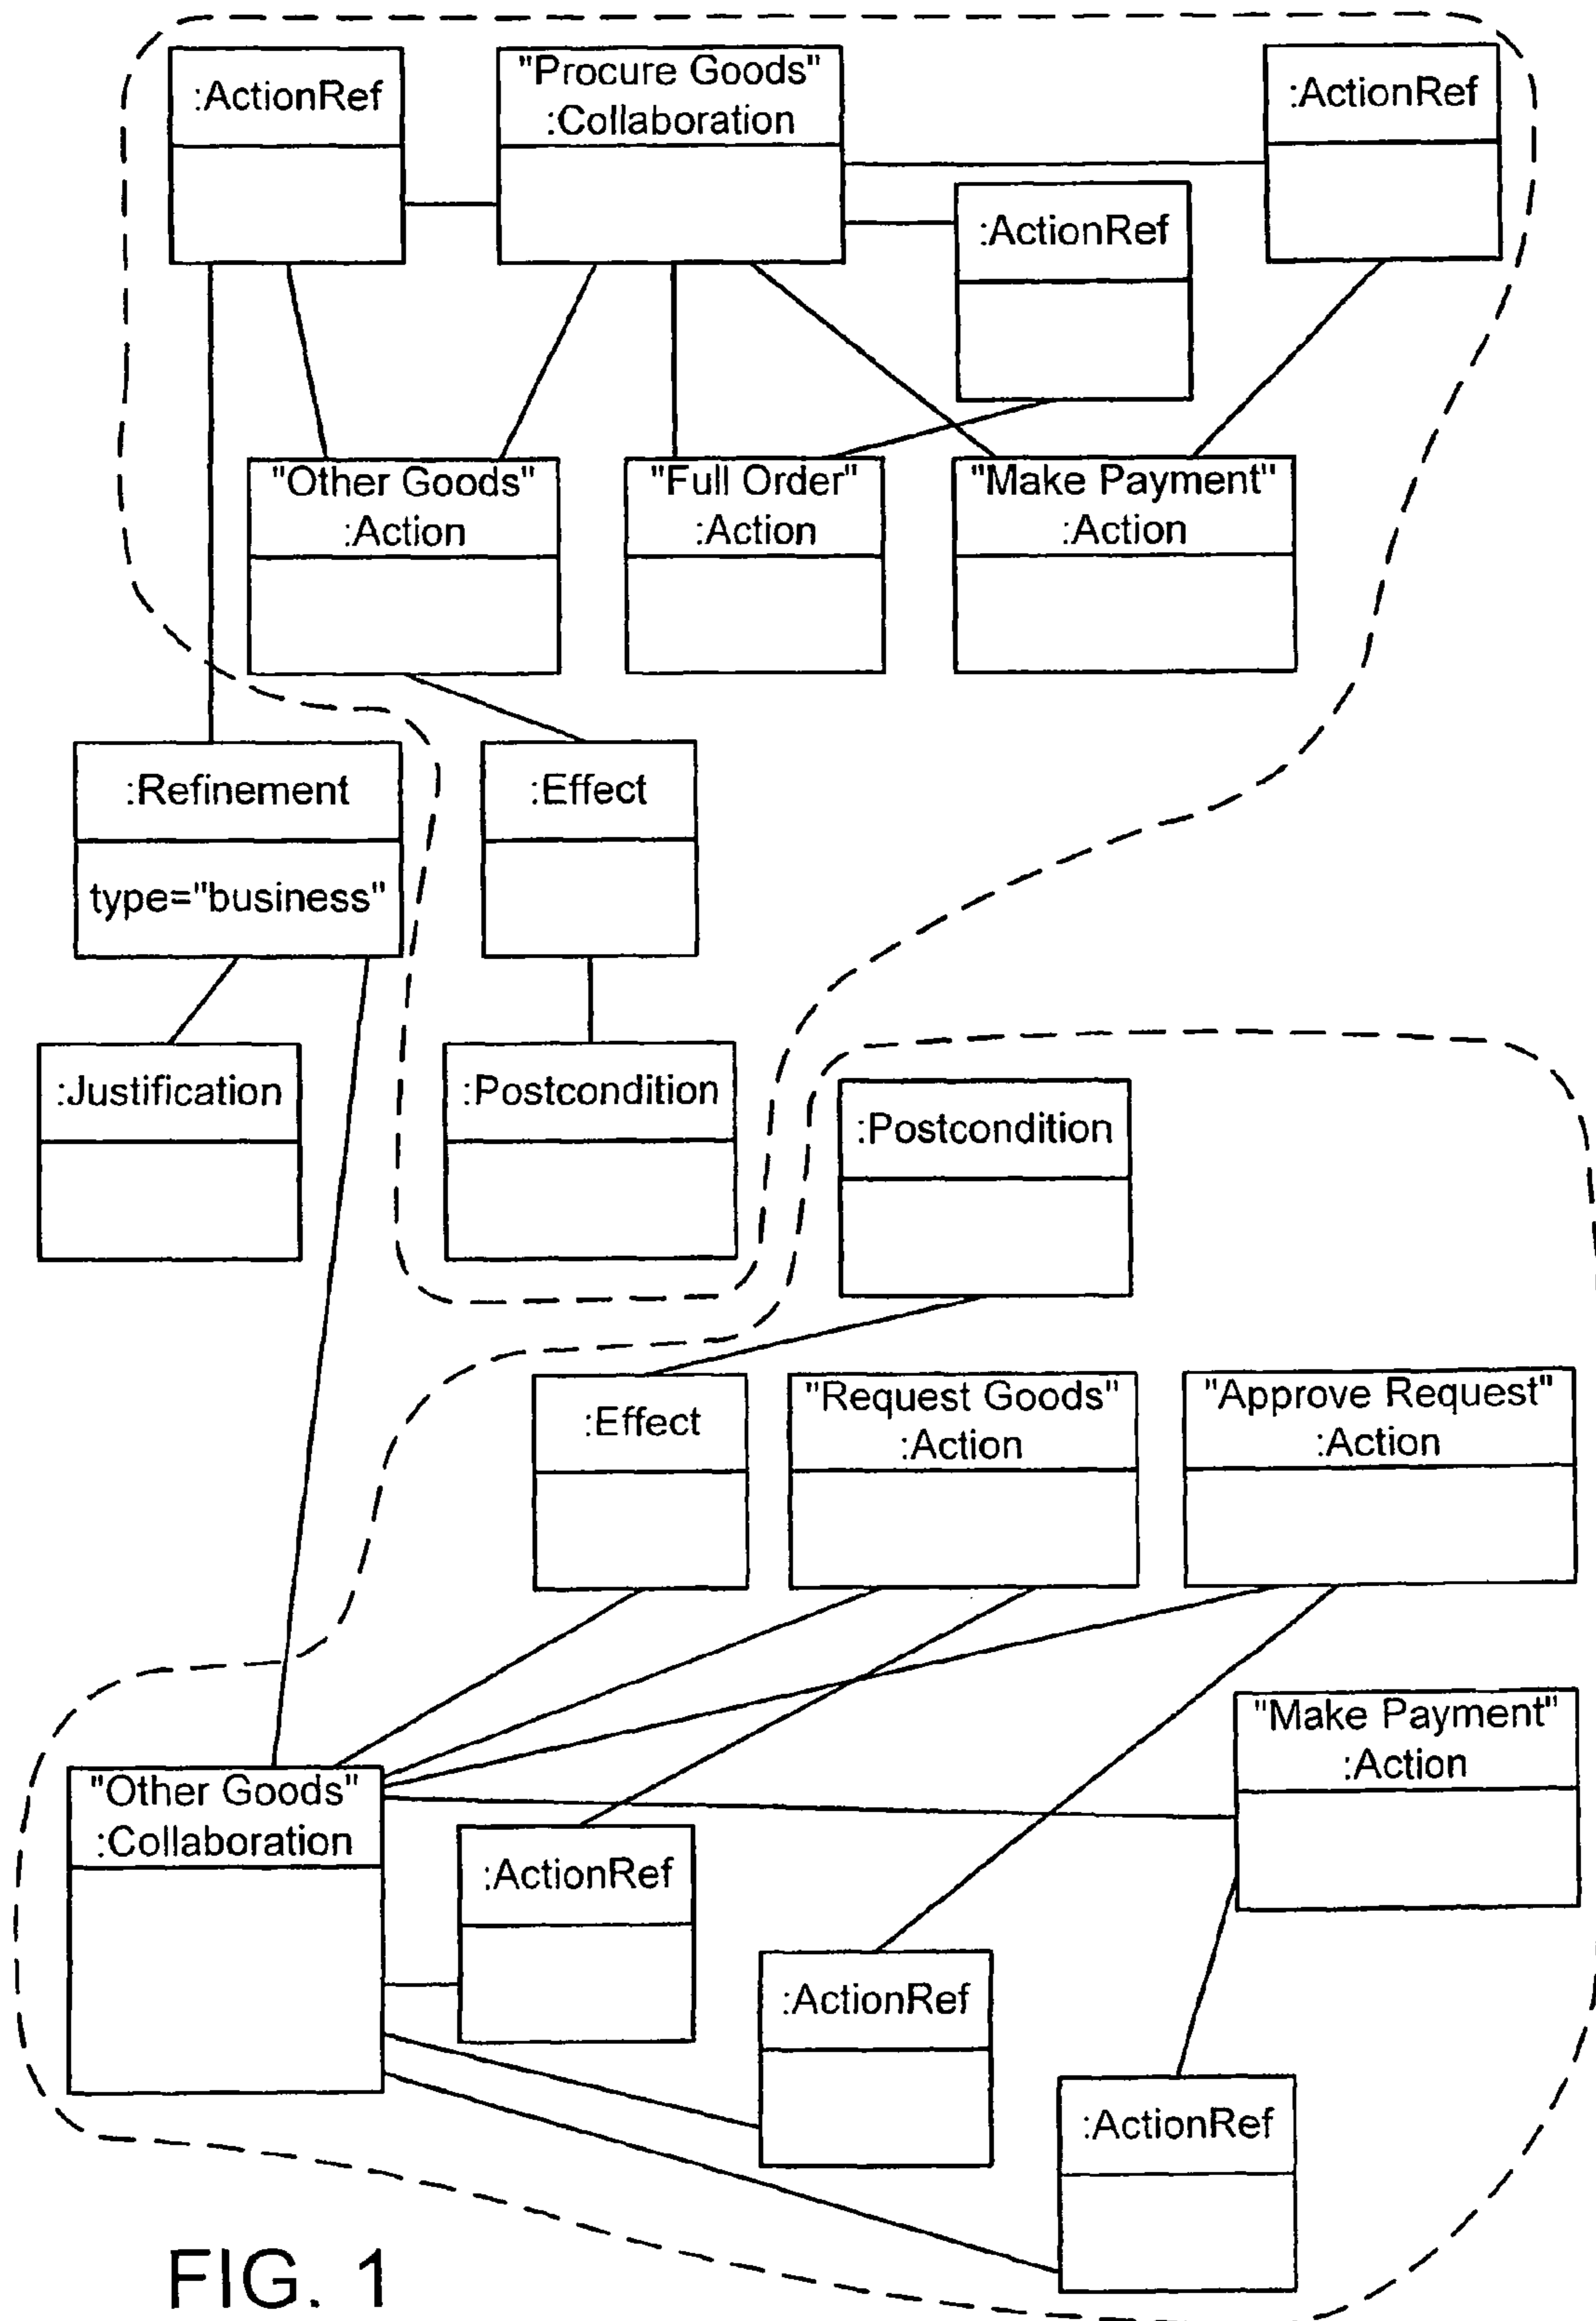 :ActionRef
"Procure Goods"
:Collaboration
:ActionRef
:ActionRef
"Other Goods"
:Action
"Full Order"
:Action
"Make Payment"
:Action
:Refinement
type="business"
:Effect
:Justification
:Postcondition
:Postcondition
:Effect
"Request Goods"
:Action
"Approve Request"
:Action
"Make Payment"
:Action
"Other Goods"
:Collaboration
:ActionRef
:ActionRef
:ActionRef
FIG. 1